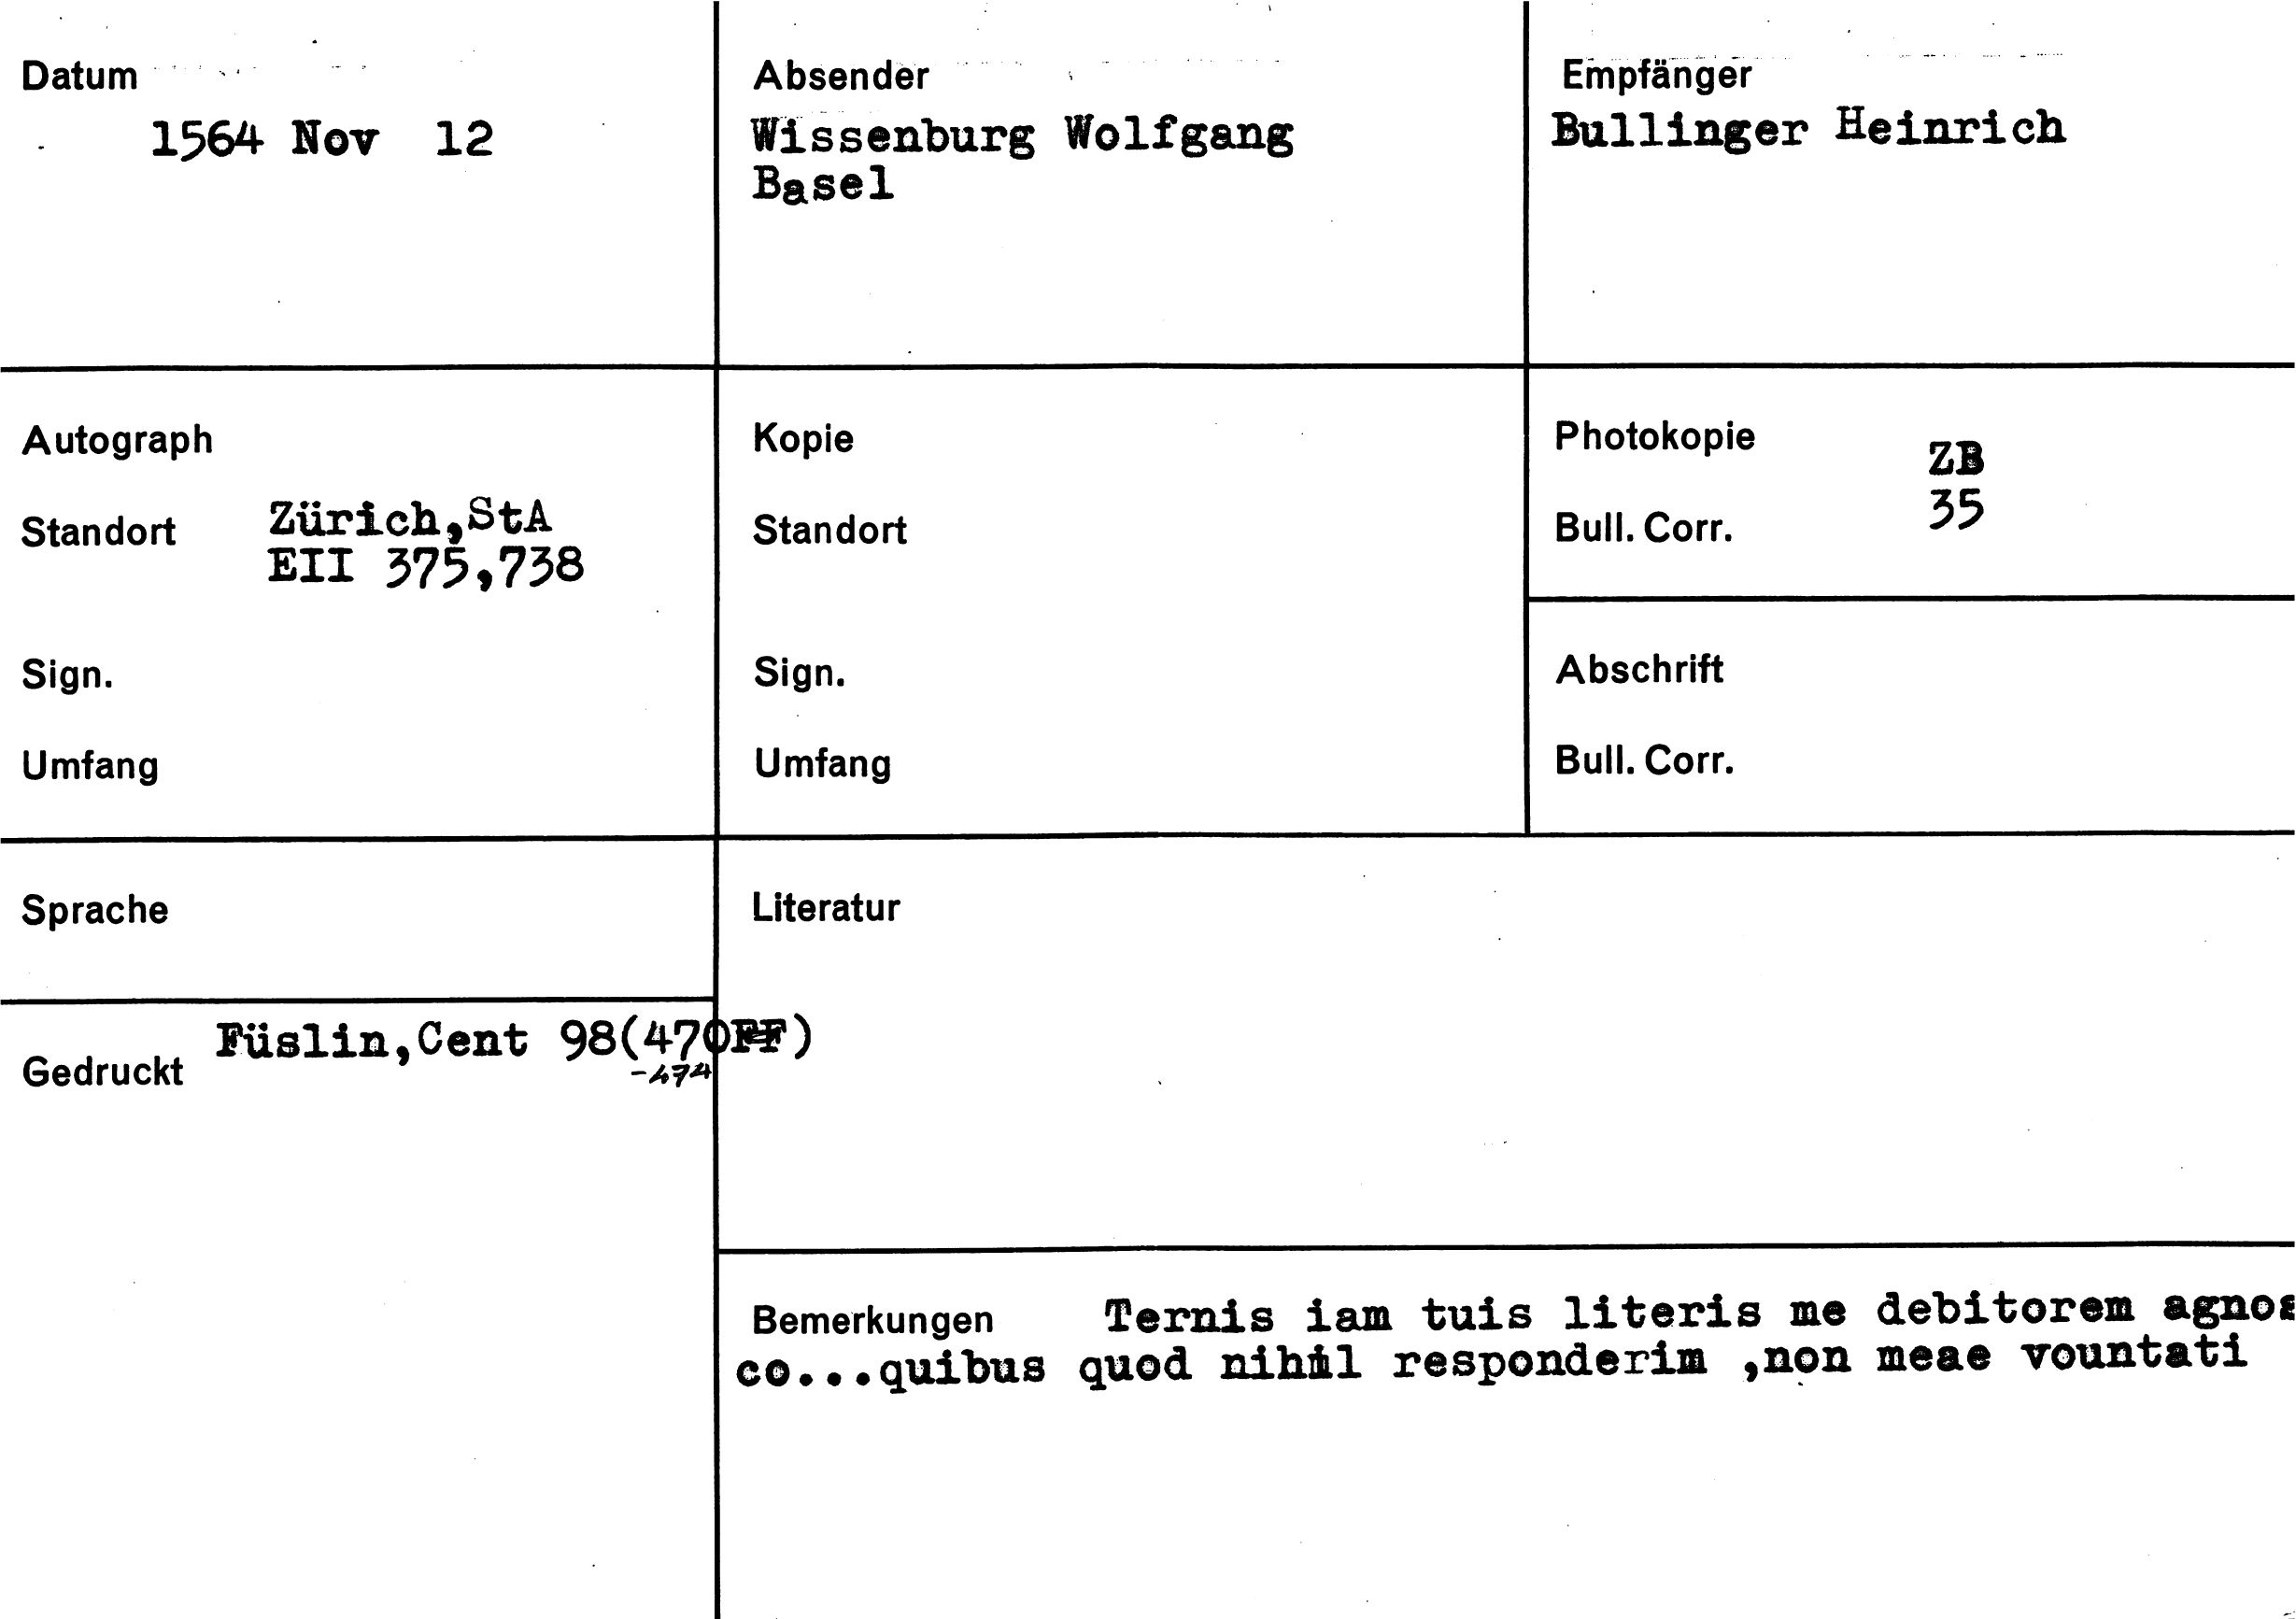 Datum
1564 Nov 12
Absender
Wissenburg Wolfgang
Basel
Empfänger
Bullinger Heinrich
Autograph
Standort Zürich,StA
EII 375,738
Sign.
Umfang
Kopie
Standort
Sign.
Umfang
Photokopie ZB
Bull. Corr. 35
Abschrift
Bull. Corr.
Sprache
Literatur
Gedruckt Füslin,Cent 98(470FF)
-474
Bemerkungen Ternis iam tuis literis me debitorem agnos
co...quibus quod nihil responderim ,non meae vountati